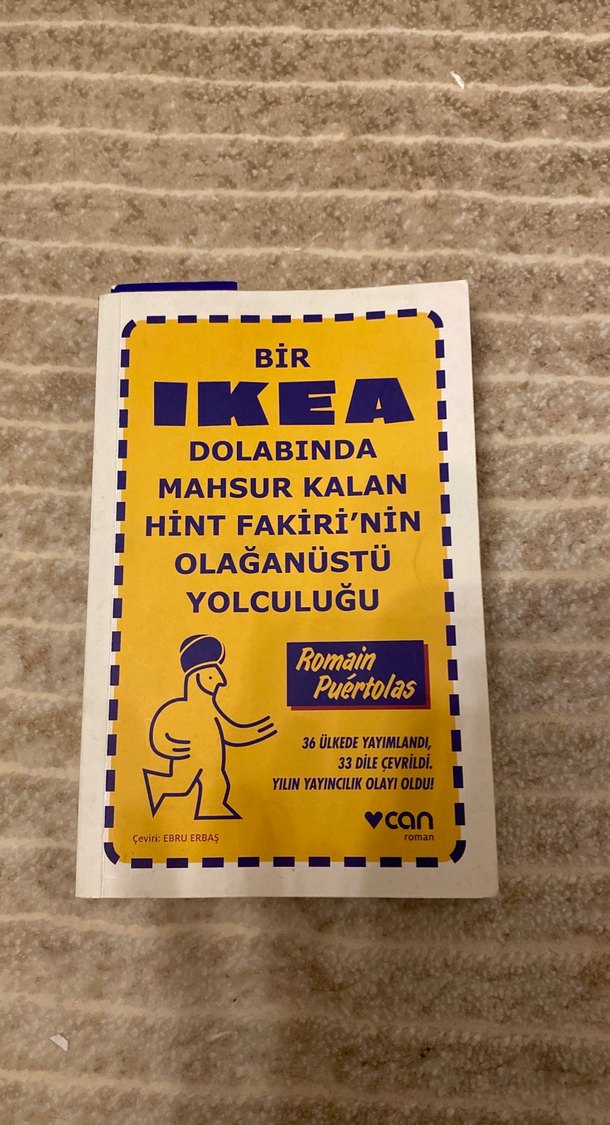 BİR
IKEA
DOLABINDA
MAHSUR KALAN
HİNT FAKİRİ'NİN
OLAĞANÜSTÜ
YOLCULUĞU
Romain
Puértolas
36 ÜLKEDE YAYIMLANDI,
33 DİLE ÇEVRİLDİ.
YILIN YAYINCILIK OLAYI OLDU!
can
roman
Çeviri: EBRU ERBAŞ